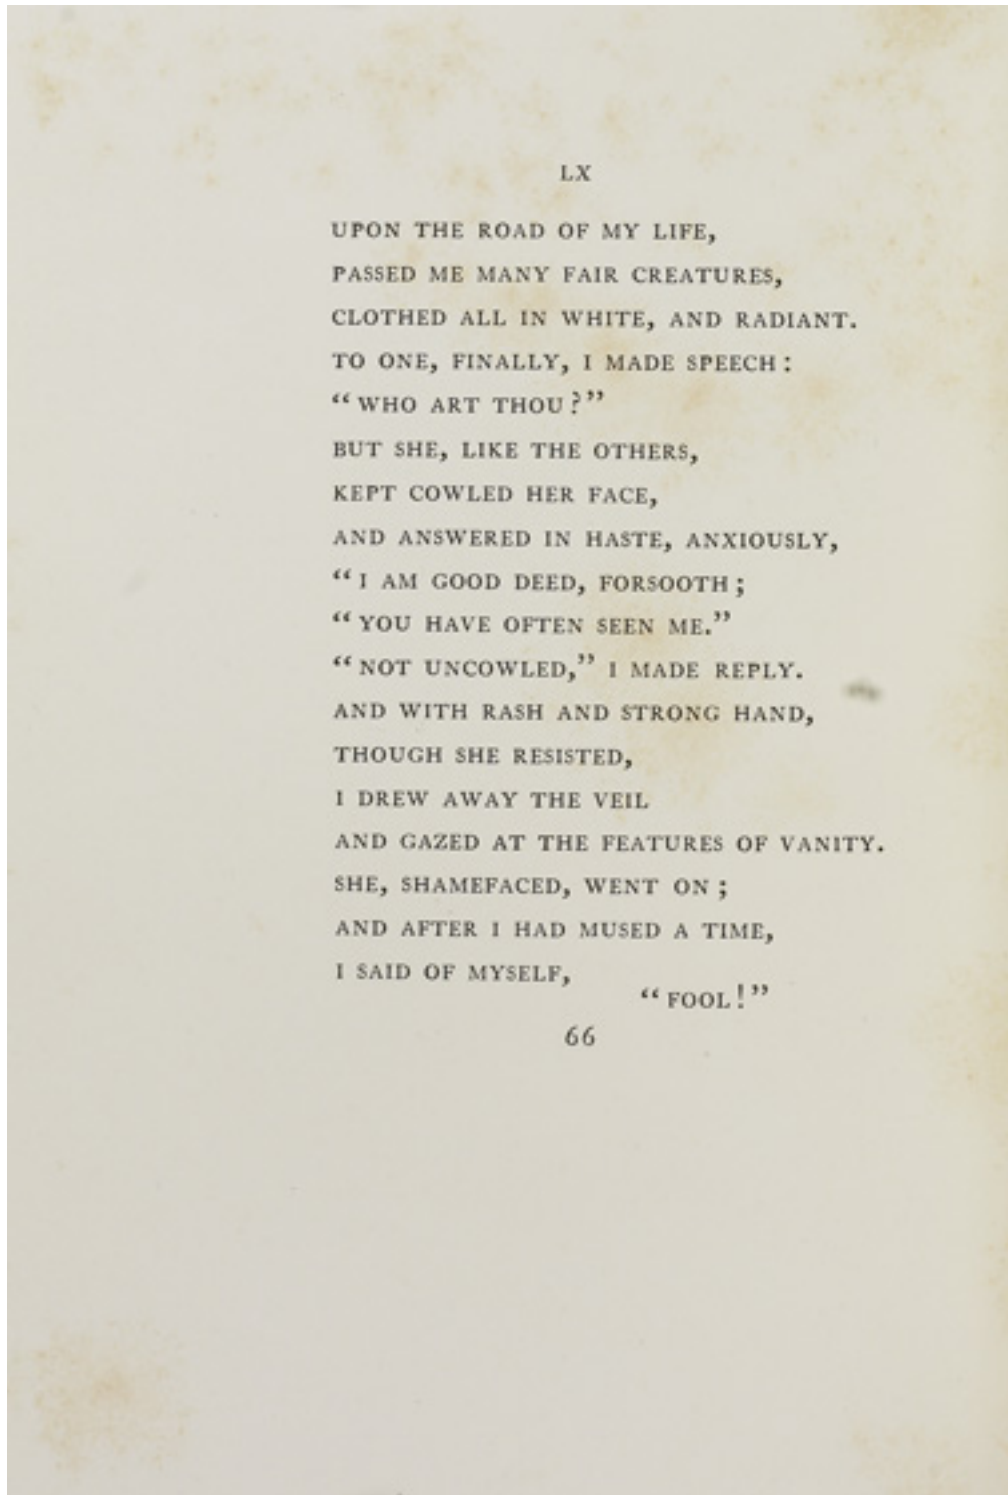 LX
UPON THE ROAD OF MY LIFE,
PASSED ME MANY FAIR CREATURES,
CLOTHED ALL IN WHITE, AND RADIANT.
TO ONE, FINALLY, I MADE SPEECH:
“WHO ART THOU?”
BUT SHE, LIKE THE OTHERS,
KEPT COWLED HER FACE,
AND ANSWERED IN HASTE, ANXIOUSLY,
“I AM GOOD DEED, FORSOOTH;
“YOU HAVE OFTEN SEEN ME.”
“NOT UNCOWLED,” I MADE REPLY.
AND WITH RASH AND STRONG HAND,
THOUGH SHE RESISTED,
I DREW AWAY THE VEIL
AND GAZED AT THE FEATURES OF VANITY.
SHE, SHAMEFACED, WENT ON;
AND AFTER I HAD MUSED A TIME,
I SAID OF MYSELF,
“FOOL!”
66